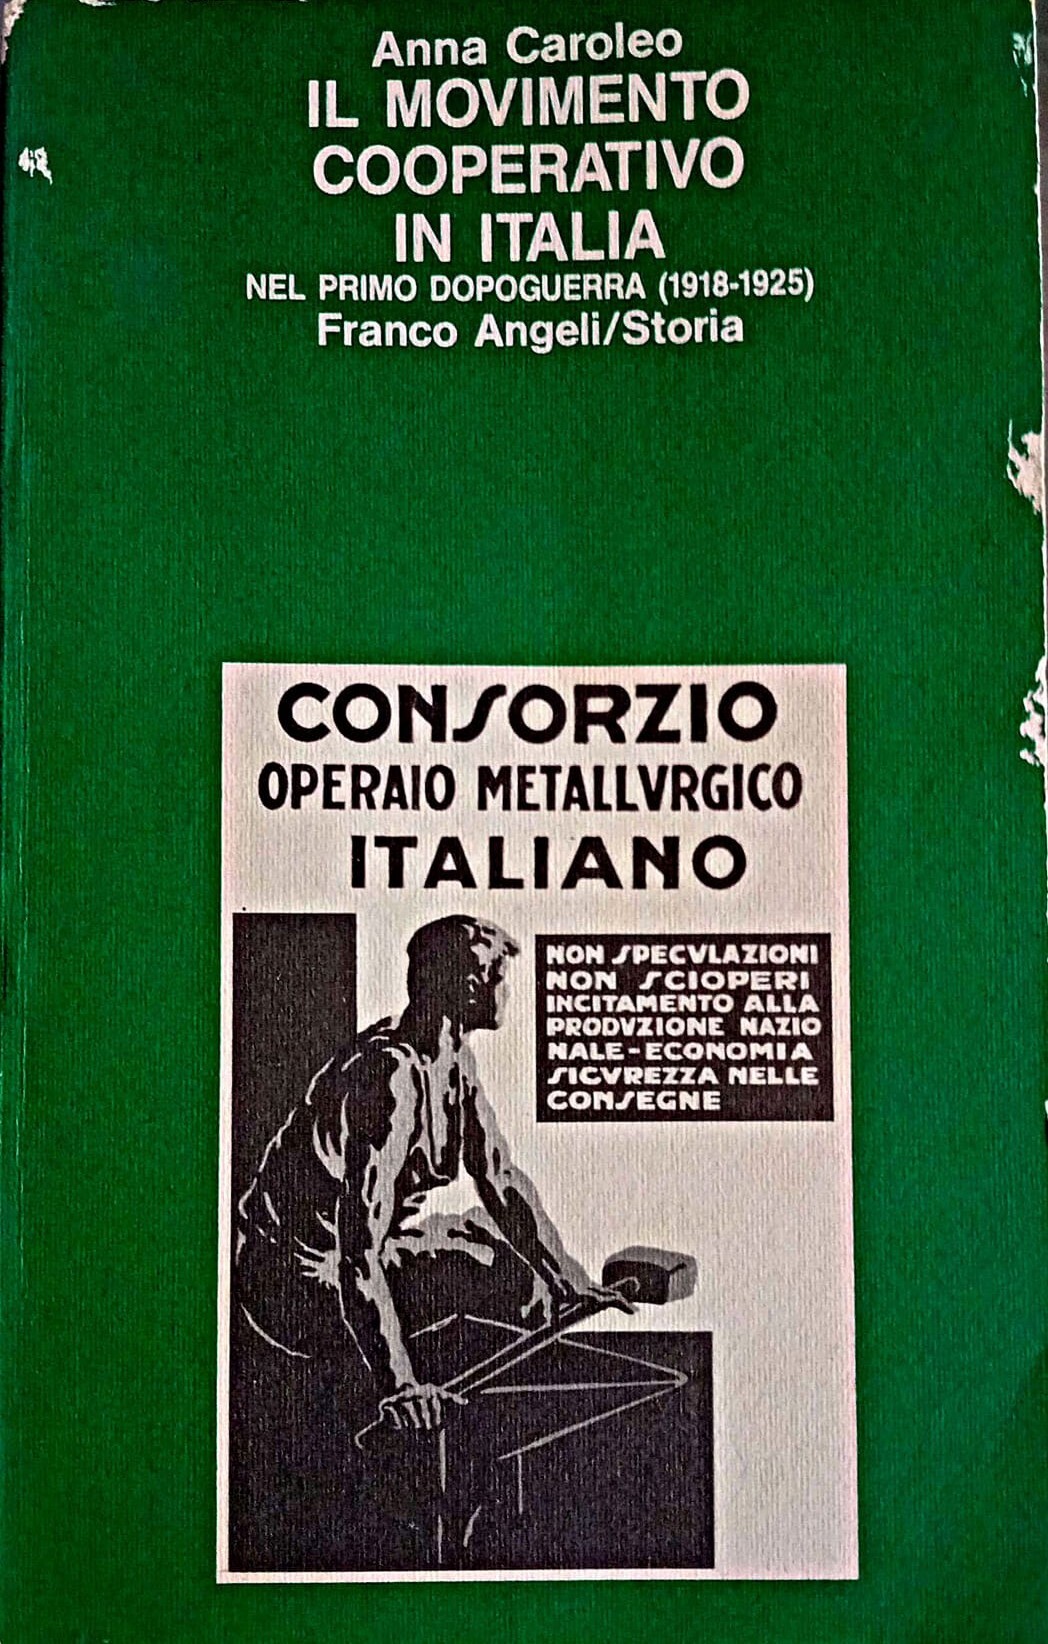 Anna Caroleo
IL MOVIMENTO
COOPERATIVO
IN ITALIA
NEL PRIMO DOPOGUERRA (1918-1925)
Franco Angeli/Storia
CONSORZIO
OPERAIO METALLVRGICO
ITALIANO
NON SPECVLAZIONI
NON SCIOPERI
INCITAMENTO ALLA
PRODVZIONE NAZIO
NALE-ECONOMIA
SICVREZZA NELLE
CONSEGNE